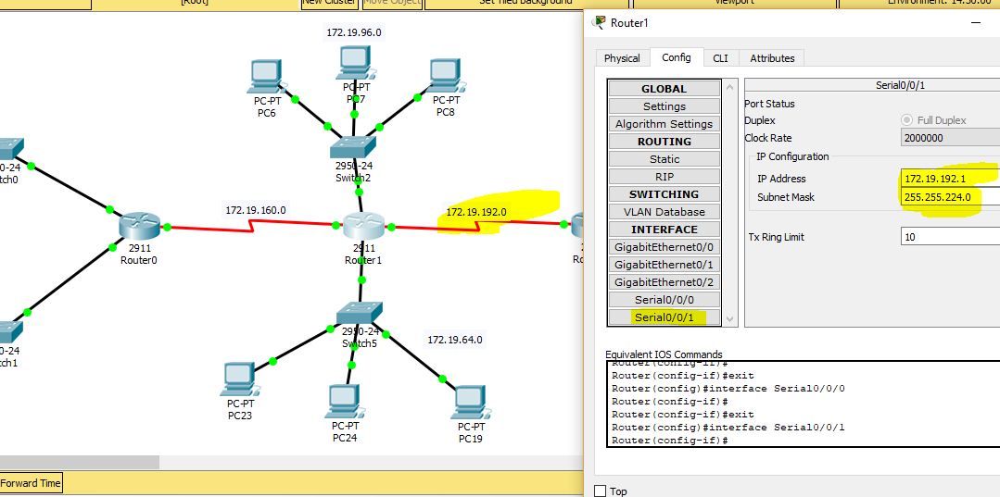 [Root]
New Cluster
Move Object
Set Tiled Background
Viewport
Environment: 14:30:00
172.19.96.0
PC-PT
PC6
PC-PT
PC7
PC-PT
PC8
2950-24
Switch2
0-24
tch0
172.19.160.0
172.19.192.0
2911
Router0
2911
Router1
2
Ro
2950-24
Switch5
0-24
tch1
172.19.64.0
PC-PT
PC23
PC-PT
PC24
PC-PT
PC19
Forward Time
Router1
Physical
Config
CLI
Attributes
GLOBAL
Settings
Algorithm Settings
ROUTING
Static
RIP
SWITCHING
VLAN Database
INTERFACE
GigabitEthernet0/0
GigabitEthernet0/1
GigabitEthernet0/2
Serial0/0/0
Serial0/0/1
Serial0/0/1
Port Status
Duplex
Full Duplex
Clock Rate
2000000
IP Configuration
IP Address
172.19.192.1
Subnet Mask
255.255.224.0
Tx Ring Limit
10
Equivalent IOS Commands
Router(config-if)#
Router(config-if)#exit
Router(config)#interface Serial0/0/0
Router(config-if)#
Router(config-if)#exit
Router(config)#interface Serial0/0/1
Router(config-if)#
Top